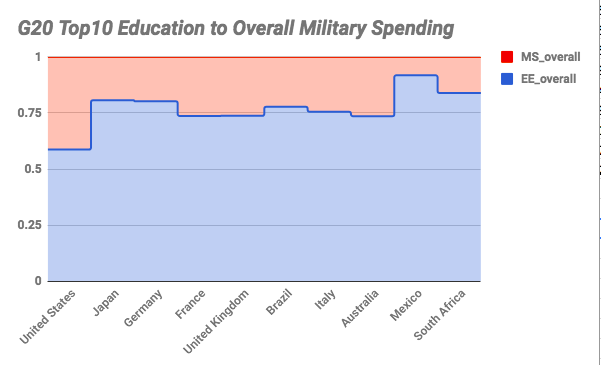 G20 Top10 Education to Overall Military Spending
1
0.75
0.5
0.25
0
United States
Japan
Germany
France
United Kingdom
Brazil
Italy
Australia
Mexico
South Africa
MS_overall
EE_overall